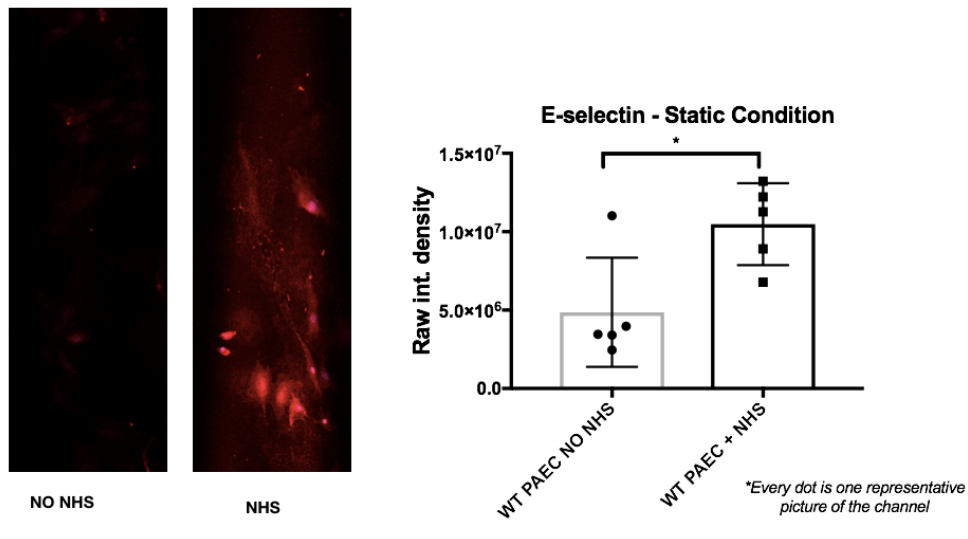 NO NHS
NHS
E-selectin - Static Condition
*
Raw int. density
1.5×10⁷
1.0×10⁷
5.0×10⁶
0.0
WT PAEC NO NHS
WT PAEC + NHS
*Every dot is one representative
picture of the channel